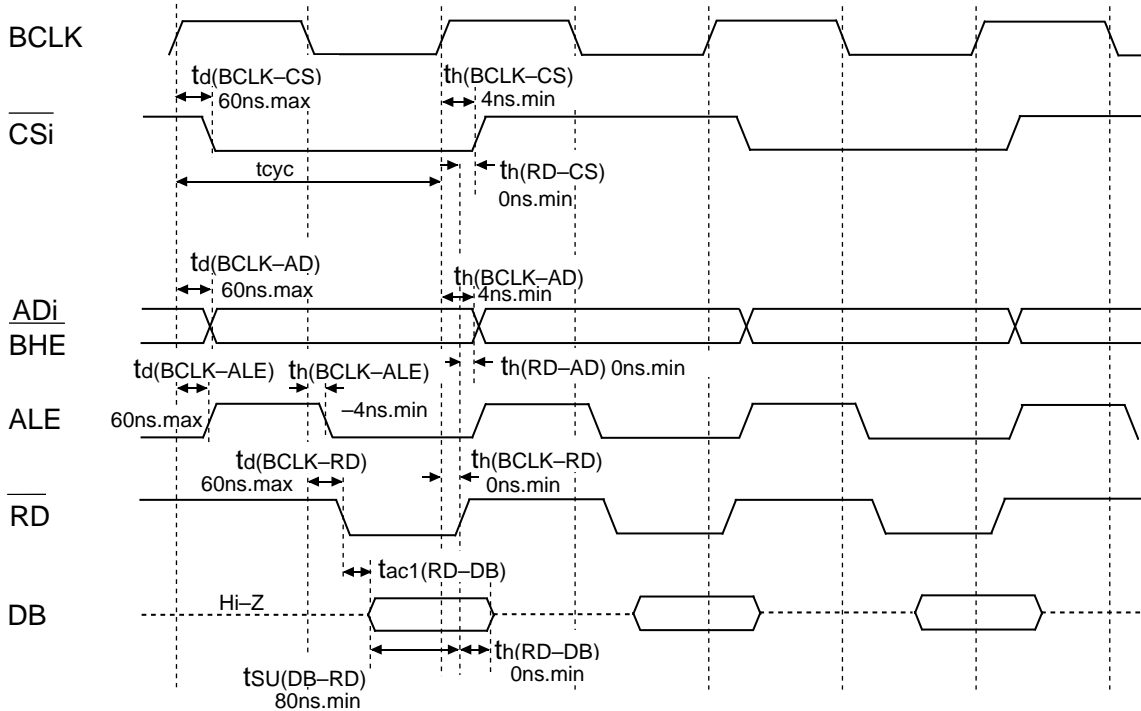 BCLK
td(BCLK–CS)
60ns.max
th(BCLK–CS)
4ns.min
CSi
tcyc
th(RD–CS)
0ns.min
td(BCLK–AD)
60ns.max
th(BCLK–AD)
4ns.min
ADi
BHE
td(BCLK–ALE)
th(BCLK–ALE)
th(RD–AD) 0ns.min
60ns.max
–4ns.min
ALE
td(BCLK–RD)
60ns.max
th(BCLK–RD)
0ns.min
RD
tac1(RD–DB)
Hi–Z
DB
tSU(DB–RD)
80ns.min
th(RD–DB)
0ns.min